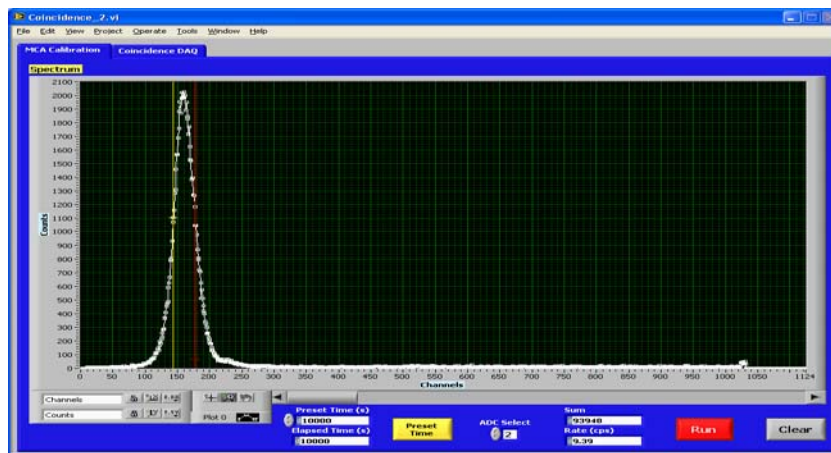 Coincidence_2.vi
File Edit View Project Operate Tools Window Help
MCA Calibration Coincidence DAQ
Spectrum
2100
2000
1900
1800
1700
1600
1500
1400
1300
1200
1100
1000
900
800
700
600
500
400
300
200
100
0
Counts
0 50 100 150 200 250 300 350 400 450 500 550 600 650 700 750 800 850 900 950 1000 1050 1124
Channels
Channels
Counts
Plot 0
Preset Time (s)
10000
Elapsed Time (s)
10000
Preset Time
ADC Select
2
Sum
93940
Rate (cps)
9.39
Run
Clear